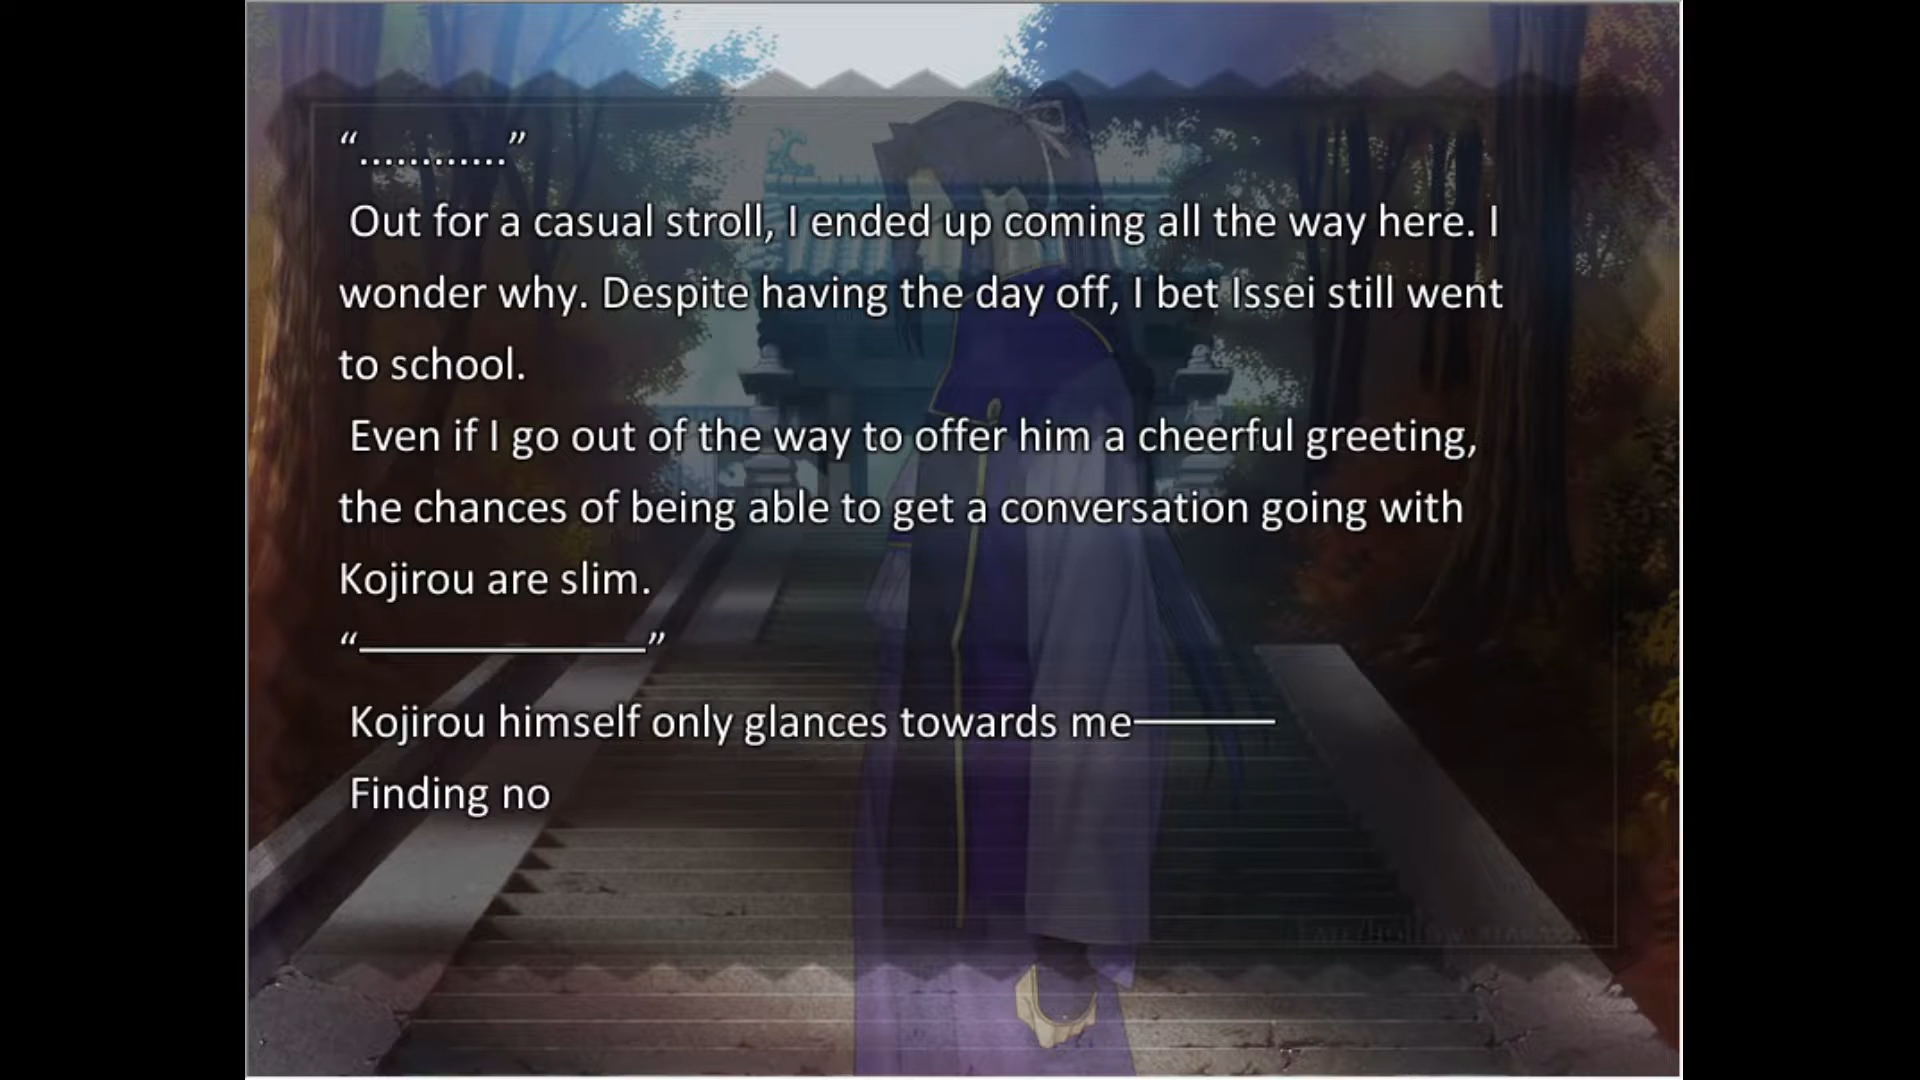 “............”
Out for a casual stroll, I ended up coming all the way here. I
wonder why. Despite having the day off, I bet Issei still went
to school.
Even if I go out of the way to offer him a cheerful greeting,
the chances of being able to get a conversation going with
Kojirou are slim.
“————————”
Kojirou himself only glances towards me————
Finding no